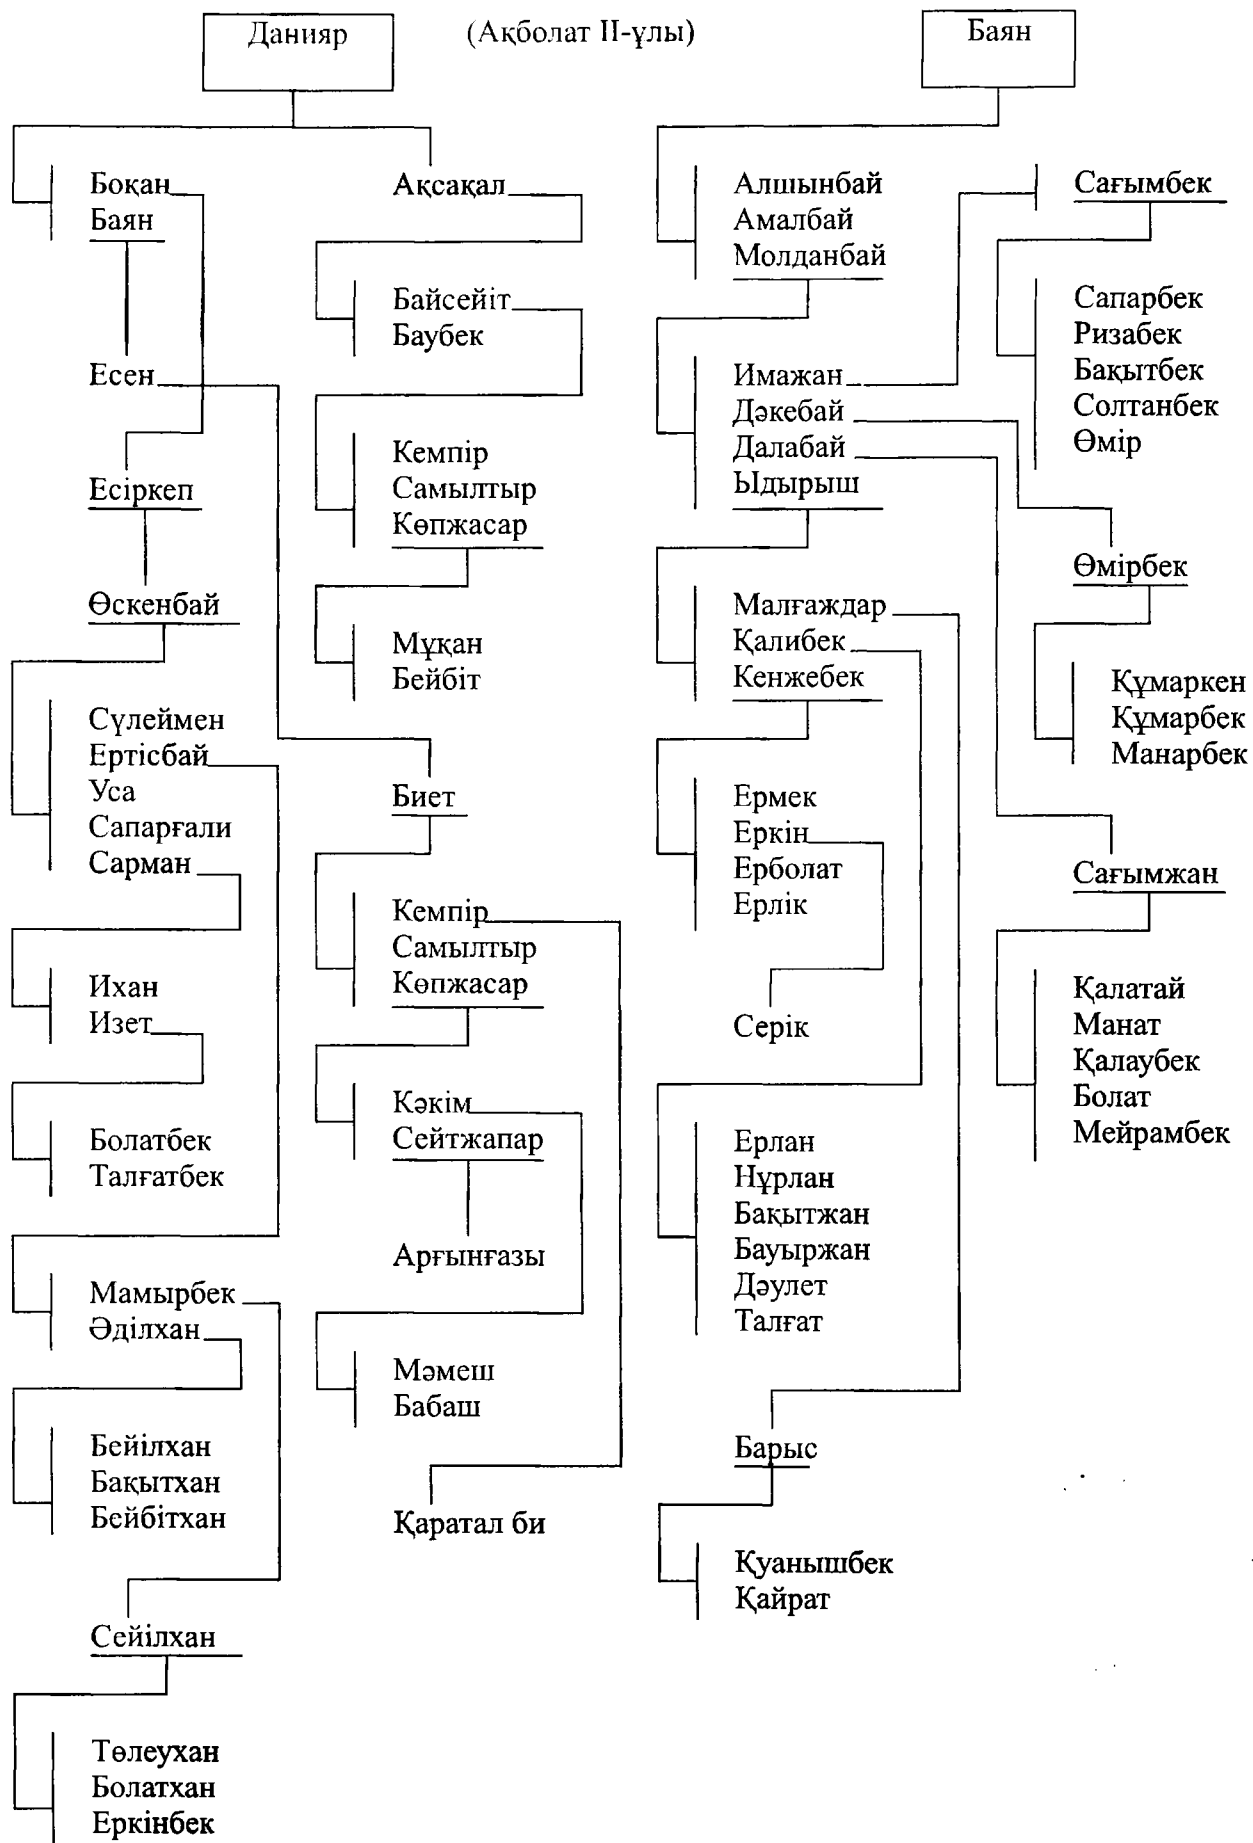 Данияр
(Ақболат ІІ-ұлы)
Баян
Боқан
Баян
Есен
Есіркеп
Өскенбай
Сүлеймен
Ертісбай
Уса
Сапарғали
Сарман
Ихан
Изет
Болатбек
Талғатбек
Мамырбек
Әділхан
Бейілхан
Бақытхан
Бейбітхан
Сейілхан
Төлеухан
Болатхан
Еркінбек
Ақсақал
Байсейіт
Баубек
Кемпір
Самылтыр
Көпжасар
Мұқан
Бейбіт
Биет
Кемпір
Самылтыр
Көпжасар
Кәкім
Сейтжапар
Арғынғазы
Мәмеш
Бабаш
Қаратал би
Алшынбай
Амалбай
Молданбай
Имажан
Дәкебай
Далабай
Ыдырыш
Малғаждар
Қалибек
Кенжебек
Ермек
Еркін
Ерболат
Ерлік
Серік
Ерлан
Нұрлан
Бақытжан
Бауыржан
Дәулет
Талғат
Барыс
Қуанышбек
Қайрат
Сағымбек
Сапарбек
Ризабек
Бақытбек
Солтанбек
Өмір
Өмірбек
Құмаркен
Құмарбек
Манарбек
Сағымжан
Қалатай
Манат
Қалаубек
Болат
Мейрамбек